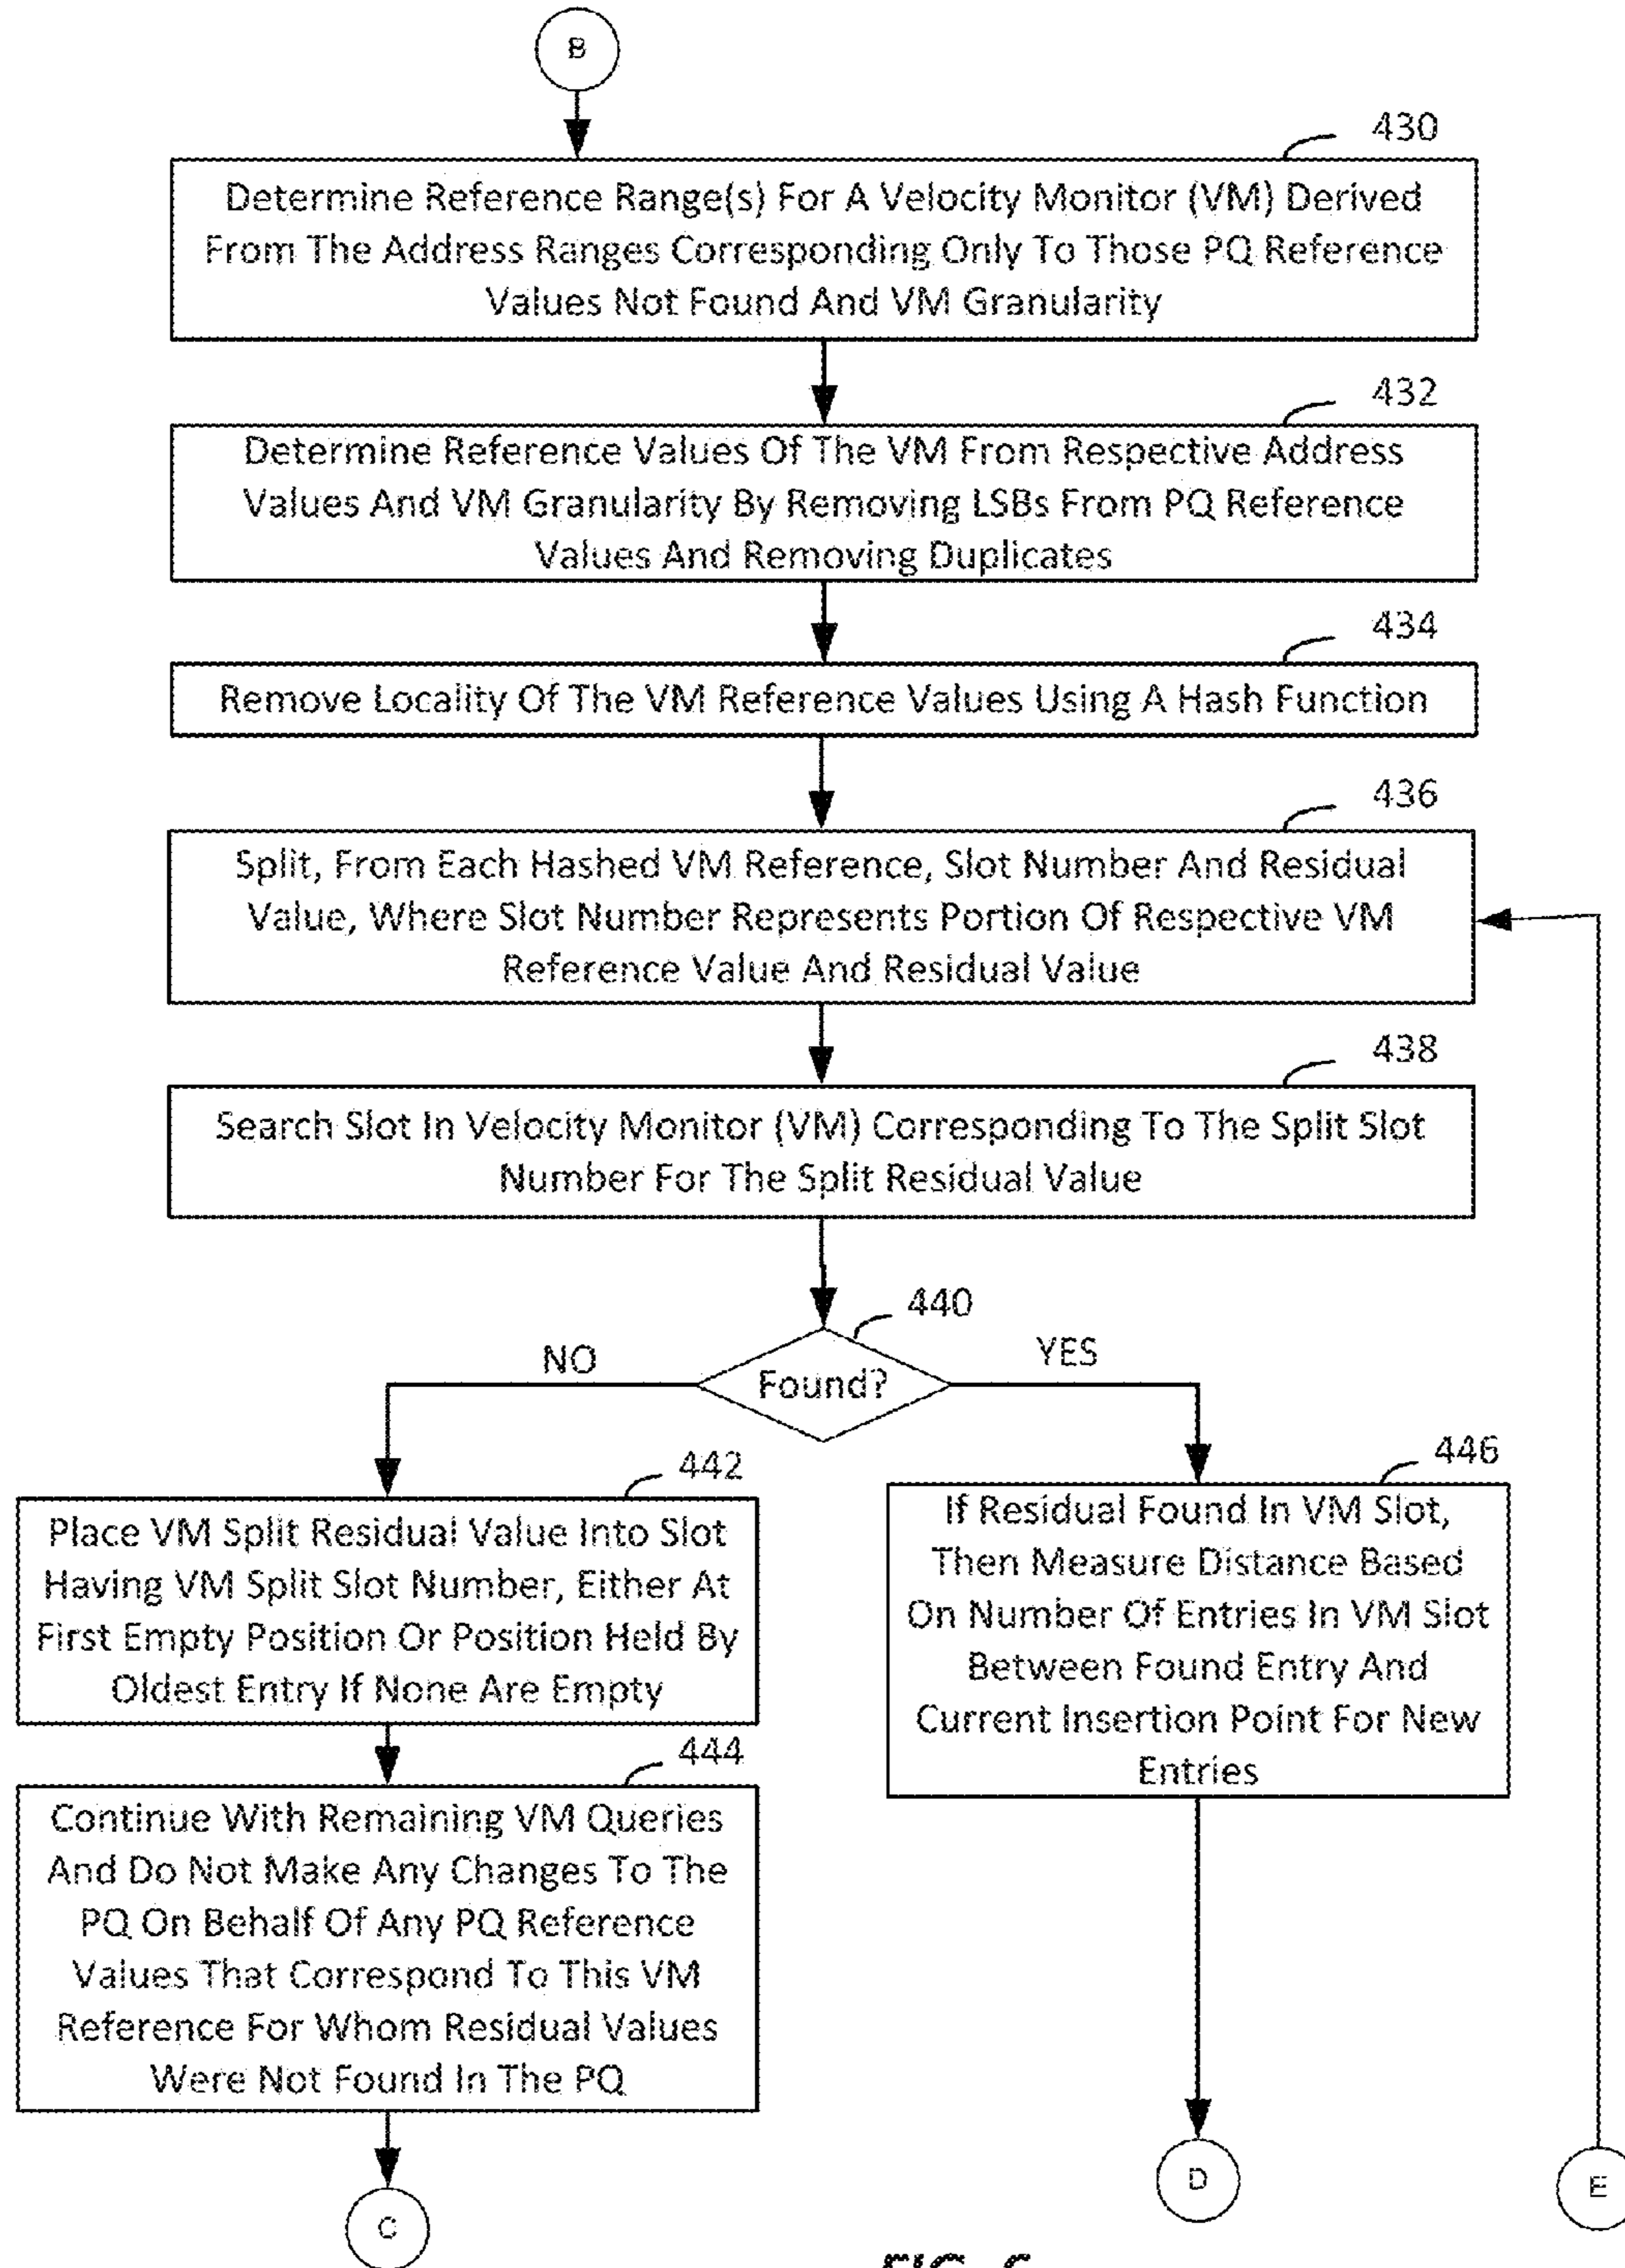 B
430
Determine Reference Range(s) For A Velocity Monitor (VM) Derived
From The Address Ranges Corresponding Only To Those PQ Reference
Values Not Found And VM Granularity
432
Determine Reference Values Of The VM From Respective Address
Values And VM Granularity By Removing LSBs From PQ Reference
Values And Removing Duplicates
434
Remove Locality Of The VM Reference Values Using A Hash Function
436
Split, From Each Hashed VM Reference, Slot Number And Residual
Value, Where Slot Number Represents Portion Of Respective VM
Reference Value And Residual Value
438
Search Slot In Velocity Monitor (VM) Corresponding To The Split Slot
Number For The Split Residual Value
440
Found?
NO
YES
442
Place VM Split Residual Value Into Slot
Having VM Split Slot Number, Either At
First Empty Position Or Position Held By
Oldest Entry If None Are Empty
444
Continue With Remaining VM Queries
And Do Not Make Any Changes To The
PQ On Behalf Of Any PQ Reference
Values That Correspond To This VM
Reference For Whom Residual Values
Were Not Found In The PQ
C
446
If Residual Found In VM Slot,
Then Measure Distance Based
On Number Of Entries In VM Slot
Between Found Entry And
Current Insertion Point For New
Entries
D
E